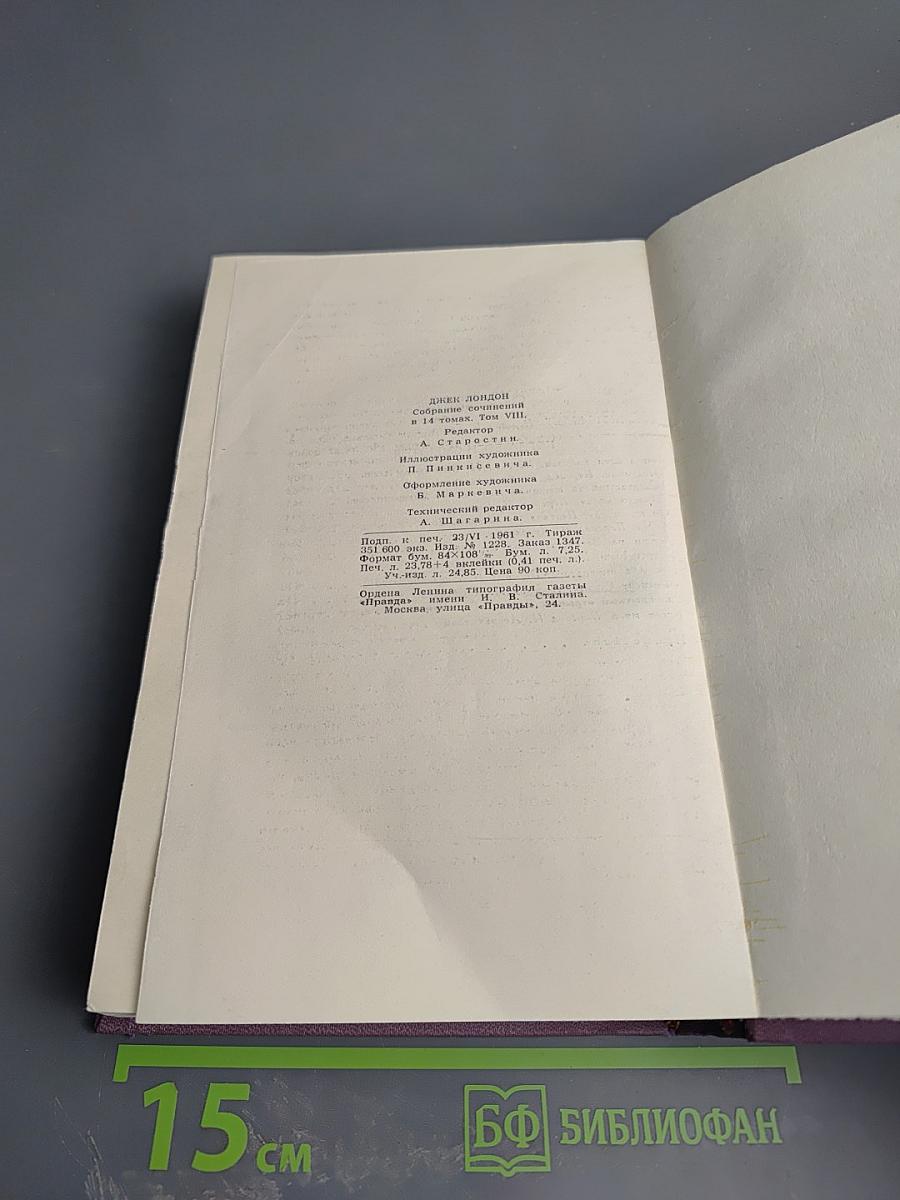 ДЖЕК ЛОНДОН
Собрание сочинений
в 14 томах. Том VIII.
Редактор
А. Старостин.
Иллюстрации художника
П. Пинкисевича.
Оформление художника
Б. Маркевича.
Технический редактор
А. Шагарина.
Подп. к печ. 23/VI 1961 г. Тираж
351 600 экз. Изд. № 1228. Заказ 1347.
Формат бум. 84×108 Бум. л. 7,25.
Печ. л. 23,78+4 вклейки (0,41 печ. л.).
Уч.-изд. л. 24,85. Цена 90 коп.
Ордена Ленина типография газеты
«Правда» имени И. В. Сталина.
Москва, улица «Правды», 24.
15 см
БФ БИБЛИОФАН